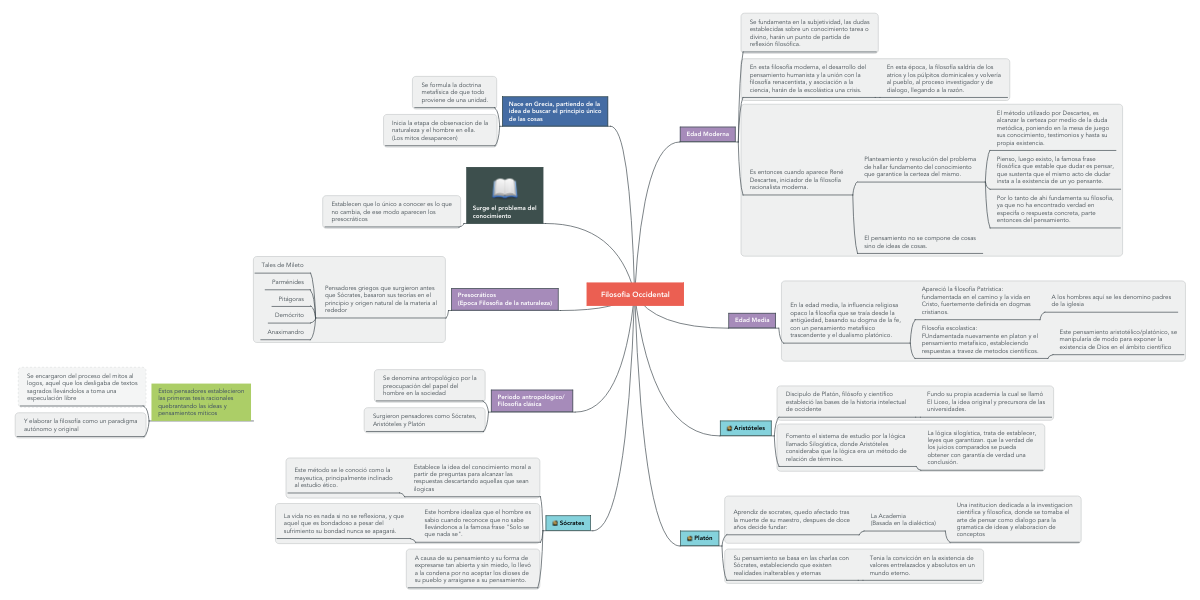 Filosofia Occidental
Nace en Grecia, partiendo de la
idea de buscar el principio único
de las cosas
Se formula la doctrina
metafísica de que todo
proviene de una unidad.
Inicia la etapa de observacion de la
naturaleza y el hombre en ella.
(Los mitos desaparecen)
Surge el problema del
conocimiento
Establecen que lo único a conocer es lo que
no cambia, de ese modo aparecen los
presocráticos
Presocráticos
(Epoca Filosofía de la naturaleza)
Pensadores griegos que surgieron antes
que Sócrates, basaron sus teorías en el
principio y origen natural de la materia al
rededor
Tales de Mileto
Parménides
Pitágoras
Demócrito
Anaximandro
Estos pensadores establecieron
las primeras tesis racionales
quebrantando las ideas y
pensamientos míticos
Se encargaron del proceso del mitos al
logos, aquel que los desligaba de textos
sagrados llevándolos a toma una
especulación libre
Y elaborar la filosofía como un paradigma
autónomo y original
Periodo antropológico/
Filosofía clásica
Se denomina antropológico por la
preocupación del papel del
hombre en la sociedad
Surgieron pensadores como Sócrates,
Aristóteles y Platón
Sócrates
Establece la idea del conocimiento moral a
partir de preguntas para alcanzar las
respuestas descartando aquellas que sean
ilogicas
Este método se le conoció como la
mayeutica, principalmente inclinado
al estudio ético.
Este hombre idealiza que el hombre es
sabio cuando reconoce que no sabe
llevándonos a la famosa frase "Solo se
que nada se".
La vida no es nada si no se reflexiona, y que
aquel que es bondadoso a pesar del
sufrimento su bondad nunca se apagará.
A causa de su pensamiento y su forma de
expresarse tan abierta y sin miedo, lo llevó
a la condena por no aceptar los dioses de
su pueblo y arraigarse a su pensamiento.
Edad Moderna
Se fundamenta en la subjetividad, las dudas
establecidas sobre un conocimiento tarea o
divino, harán un punto de partida de
reflexión filosófica.
En esta filosofía moderna, el desarrollo del
pensamiento humanista y la unión con la
filosofía renacentista, y asociación a la
ciencia, harán de la escolástica una crisis.
En esta época, la filosofía saldría de los
atrios y los púlpitos dominicales y volvería
al pueblo, al proceso investigador y de
dialogo, llegando a la razón.
Es entonces cuando aparece René
Descartes, iniciador de la filosofía
racionalista moderna.
Planteamiento y resolución del problema
de hallar fundamento del conocimiento
que garantice la certeza del mismo.
El método utilizado por Descartes, es
alcanzar la certeza por medio de la duda
metódica, poniendo en la mesa de juego
sus conocimiento, testimonios y hasta su
propia existencia.
Pienso, luego existo, la famosa frase
filosófica que estable que dudar es pensar,
que sustenta que el mismo acto de dudar
insta a la existencia de un yo pensante.
Por lo tanto de ahí fundamenta su filosofía,
ya que no ha encontrado verdad en
especifa o respuesta concreta, parte
entonces del pensamiento.
El pensamiento no se compone de cosas
sino de ideas de cosas.
Edad Media
En la edad media, la influencia religiosa
opaco la filosofía que se traía desde la
antigüedad, basando su dogma de la fe,
con un pensamiento metafísico
trascendente y el dualismo platónico.
Apareció la filosofía Patrística:
fundamentada en el camino y la vida en
Cristo, fuertemente definida en dogmas
cristianos.
A los hombres aqui se les denomino padres
de la iglesia
Filosofía escolastica:
FUndamentada nuevamente en platon y el
pensamiento metafísico, estableciendo
respuestas a travez de metodos cientificos.
Este pensamiento aristotélico/platónico, se
manipularía de modo para exponer la
existencia de Dios en el ámbito científico
Aristóteles
Discipulo de Platón, filósofo y científico
estableció las bases de la historia intelectual
de occidente
Fundo su propia academia la cual se llamó
El Liceo, la idea original y precursora de las
universidades.
Fomento el sistema de estudio por la lógica
llamado Silogística, donde Aristóteles
consideraba que la lógica era un método de
relación de términos.
La lógica silogística, trata de establecer,
leyes que garantizan. que la verdad de
los juicios comparados se pueda
obtener con garantía de verdad una
conclusión.
Platón
Aprendiz de socrates, quedo afectado tras
la muerte de su maestro, despues de doce
años decide fundar:
La Academia
(Basada en la dialéctica)
Una institucion dedicada a la investigacion
cientifica y filosofica, donde se tomaba el
arte de pensar como dialogo para la
gramatica de ideas y elaboracion de
conceptos
Su pensamiento se basa en las charlas con
Sócrates, estableciendo que existen
realidades inalterables y eternas
Tenia la convicción en la existencia de
valores entrelazados y absolutos en un
mundo eterno.